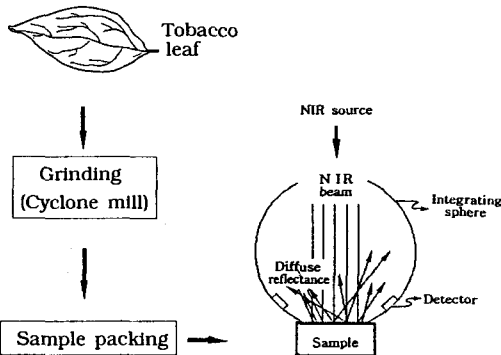 Tobacco
leaf
Grinding
(Cyclone mill)
Sample packing
NIR source
NIR
beam
Integrating
sphere
Diffuse
reflectance
Detector
Sample